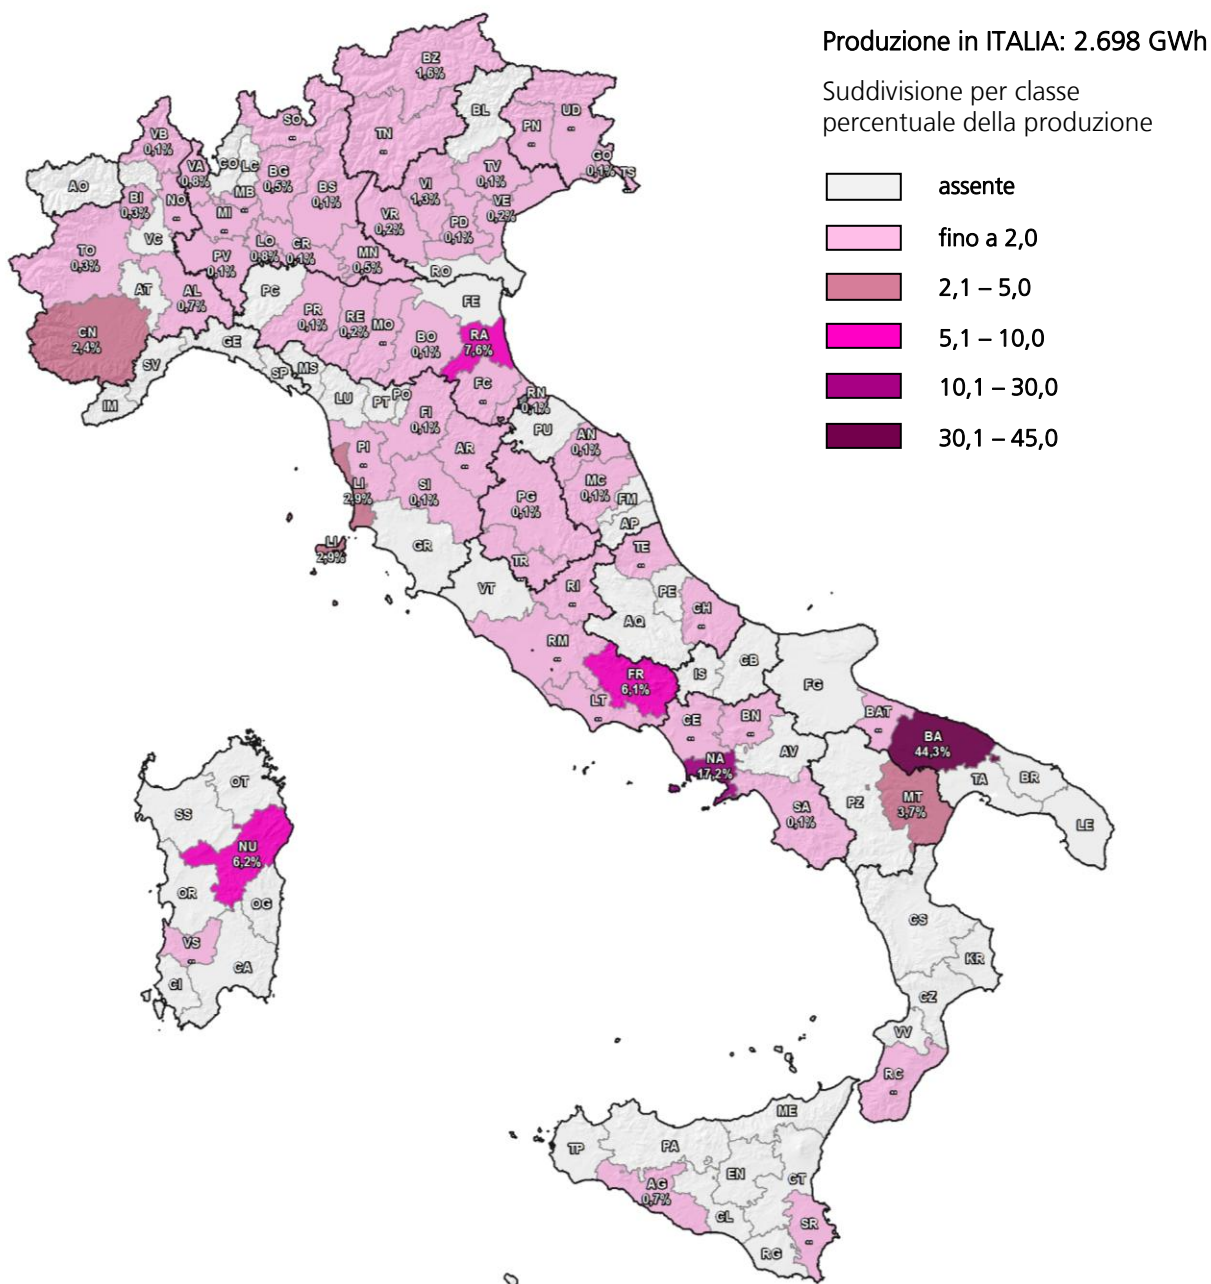 Produzione in ITALIA: 2.698 GWh
Suddivisione per classe
percentuale della produzione
assente
fino a 2,0
2,1 – 5,0
5,1 – 10,0
10,1 – 30,0
30,1 – 45,0
BZ
1,6%
BL
UD
--
PN
--
SO
--
TN
--
VB
0,1%
GO
0,1%
TS
VA
0,8%
CO
LC
BG
0,5%
TV
0,1%
AO
BI
0,3%
NO
--
MB
--
MI
--
BS
0,1%
VI
1,3%
VE
0,2%
VR
0,2%
PD
0,1%
VC
TO
0,3%
PV
0,1%
LO
0,8%
CR
0,1%
MN
0,5%
RO
AT
AL
0,7%
PC
FE
CN
2,4%
PR
0,1%
RE
0,2%
MO
--
BO
0,1%
RA
7,6%
GE
SV
SP
MS
IM
FC
--
RN
0,1%
LU
PT
PO
FI
0,1%
PU
AN
0,1%
PI
--
AR
--
LI
2,9%
SI
0,1%
PG
0,1%
MC
0,1%
FM
AP
LI
2,9%
GR
TE
--
TR
--
VT
RI
--
PE
AQ
CH
--
RM
--
FR
6,1%
IS
CB
FG
LT
--
CE
--
BN
--
BAT
--
BA
44,3%
NA
17,2%
AV
TA
BR
SA
0,1%
PZ
MT
3,7%
LE
OT
SS
NU
6,2%
OR
OG
VS
--
CA
CI
CS
KR
CZ
VV
RC
--
ME
TP
PA
EN
CT
AG
0,7%
CL
SR
--
RG